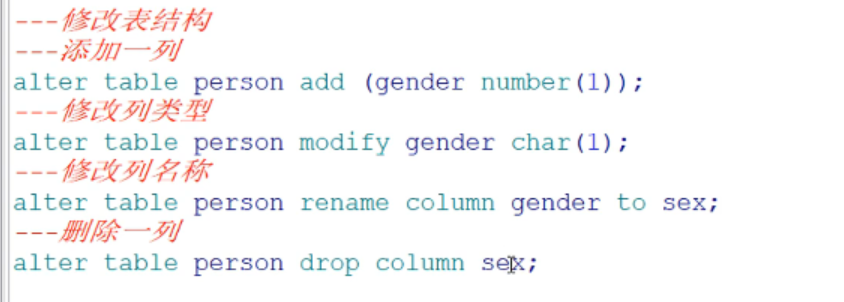 ---修改表结构
---添加一列
alter table person add (gender number(1));
---修改列类型
alter table person modify gender char(1);
---修改列名称
alter table person rename column gender to sex;
---删除一列
alter table person drop column sex;